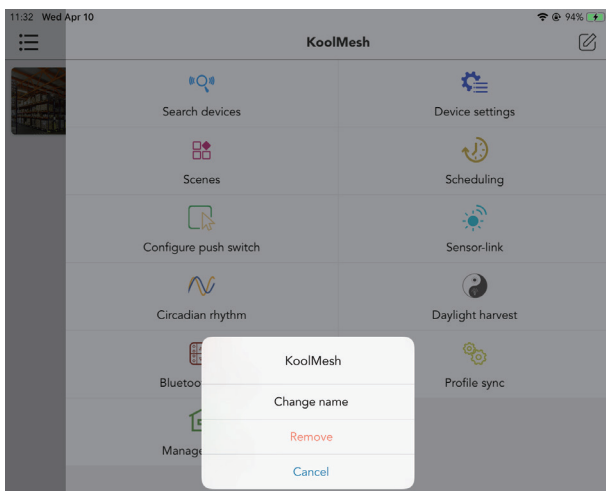 11:32 Wed Apr 10
94%
KoolMesh
Search devices
Device settings
Scenes
Scheduling
Configure push switch
Sensor-link
Circadian rhythm
Daylight harvest
Profile sync
KoolMesh
Change name
Remove
Cancel